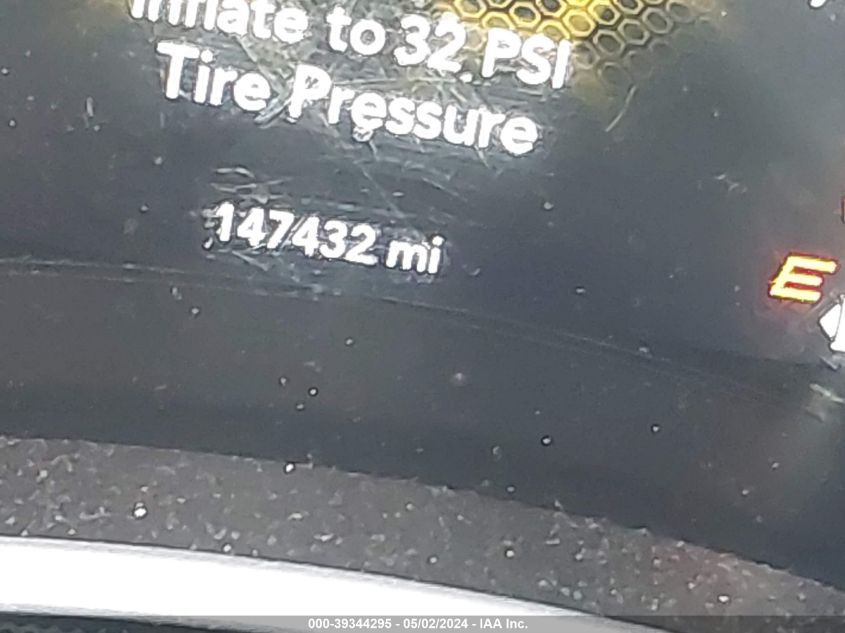 Inflate to 32 PSI
Tire Pressure
147432 mi
E
000-39344295 - 05/02/2024 - IAA Inc.